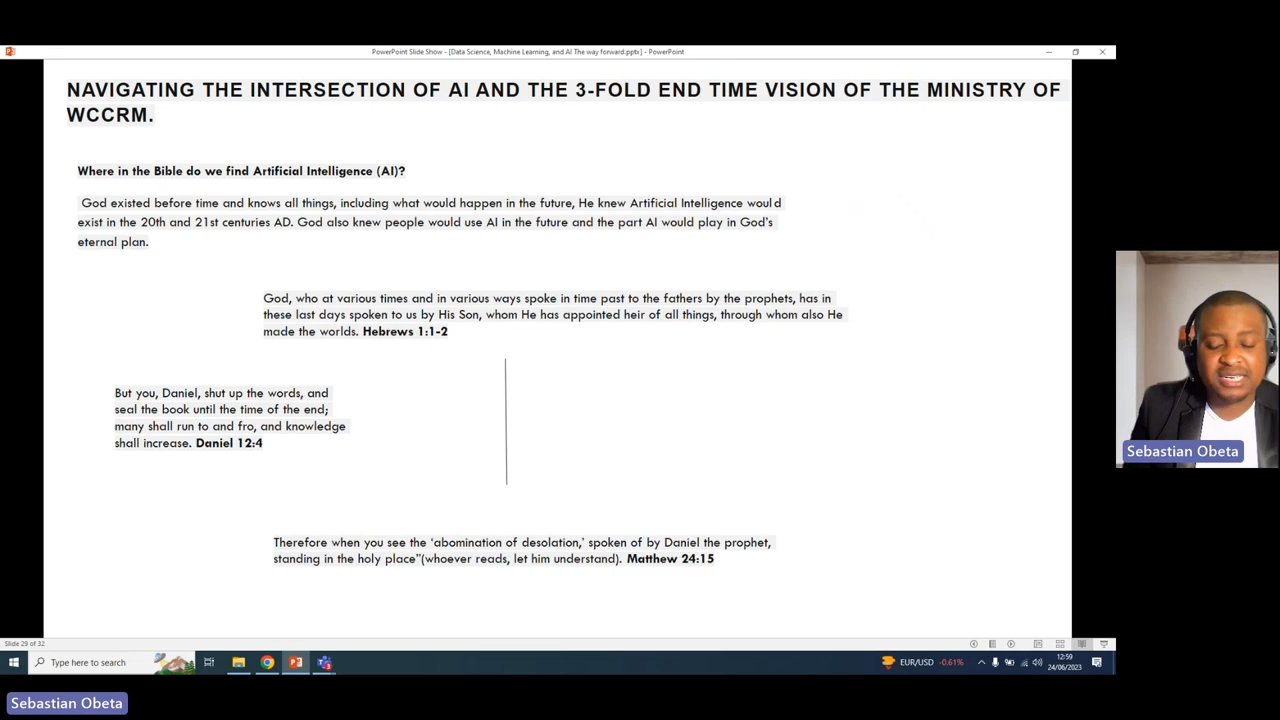 PowerPoint Slide Show - [Data Science, Machine Learning, and AI The way forward.pptx] - PowerPoint
NAVIGATING THE INTERSECTION OF AI AND THE 3-FOLD END TIME VISION OF THE MINISTRY OF
WCCRM.
Where in the Bible do we find Artificial Intelligence (AI)?
God existed before time and knows all things, including what would happen in the future, He knew Artificial Intelligence would
exist in the 20th and 21st centuries AD. God also knew people would use AI in the future and the part AI would play in God's
eternal plan.
God, who at various times and in various ways spoke in time past to the fathers by the prophets, has in
these last days spoken to us by His Son, whom He has appointed heir of all things, through whom also He
made the worlds. Hebrews 1:1-2
But you, Daniel, shut up the words, and
seal the book until the time of the end;
many shall run to and fro, and knowledge
shall increase. Daniel 12:4
Therefore when you see the ‘abomination of desolation,’ spoken of by Daniel the prophet,
standing in the holy place”(whoever reads, let him understand). Matthew 24:15
Sebastian Obeta
Slide 29 of 32
Type here to search
EUR/USD -0.61%
12:59
24/06/2023
Sebastian Obeta